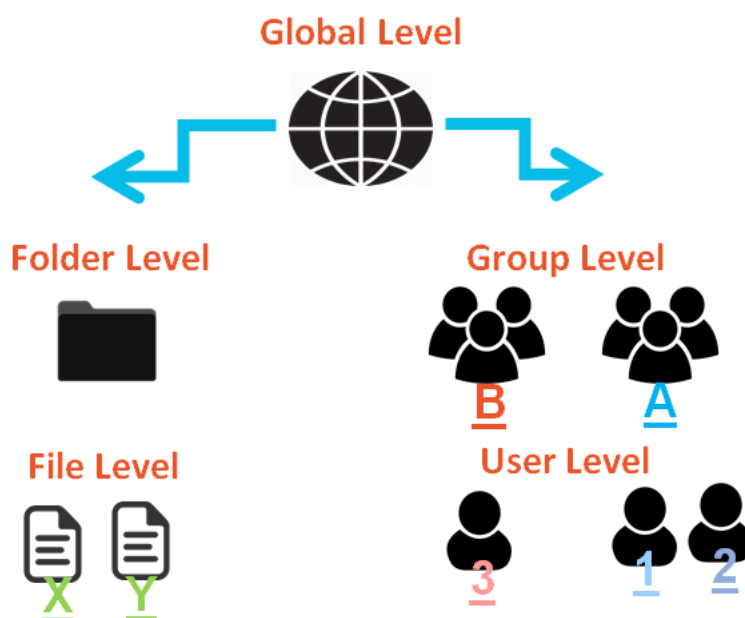 Global Level
Folder Level
Group Level
B A
File Level
User Level
X Y
3 1 2